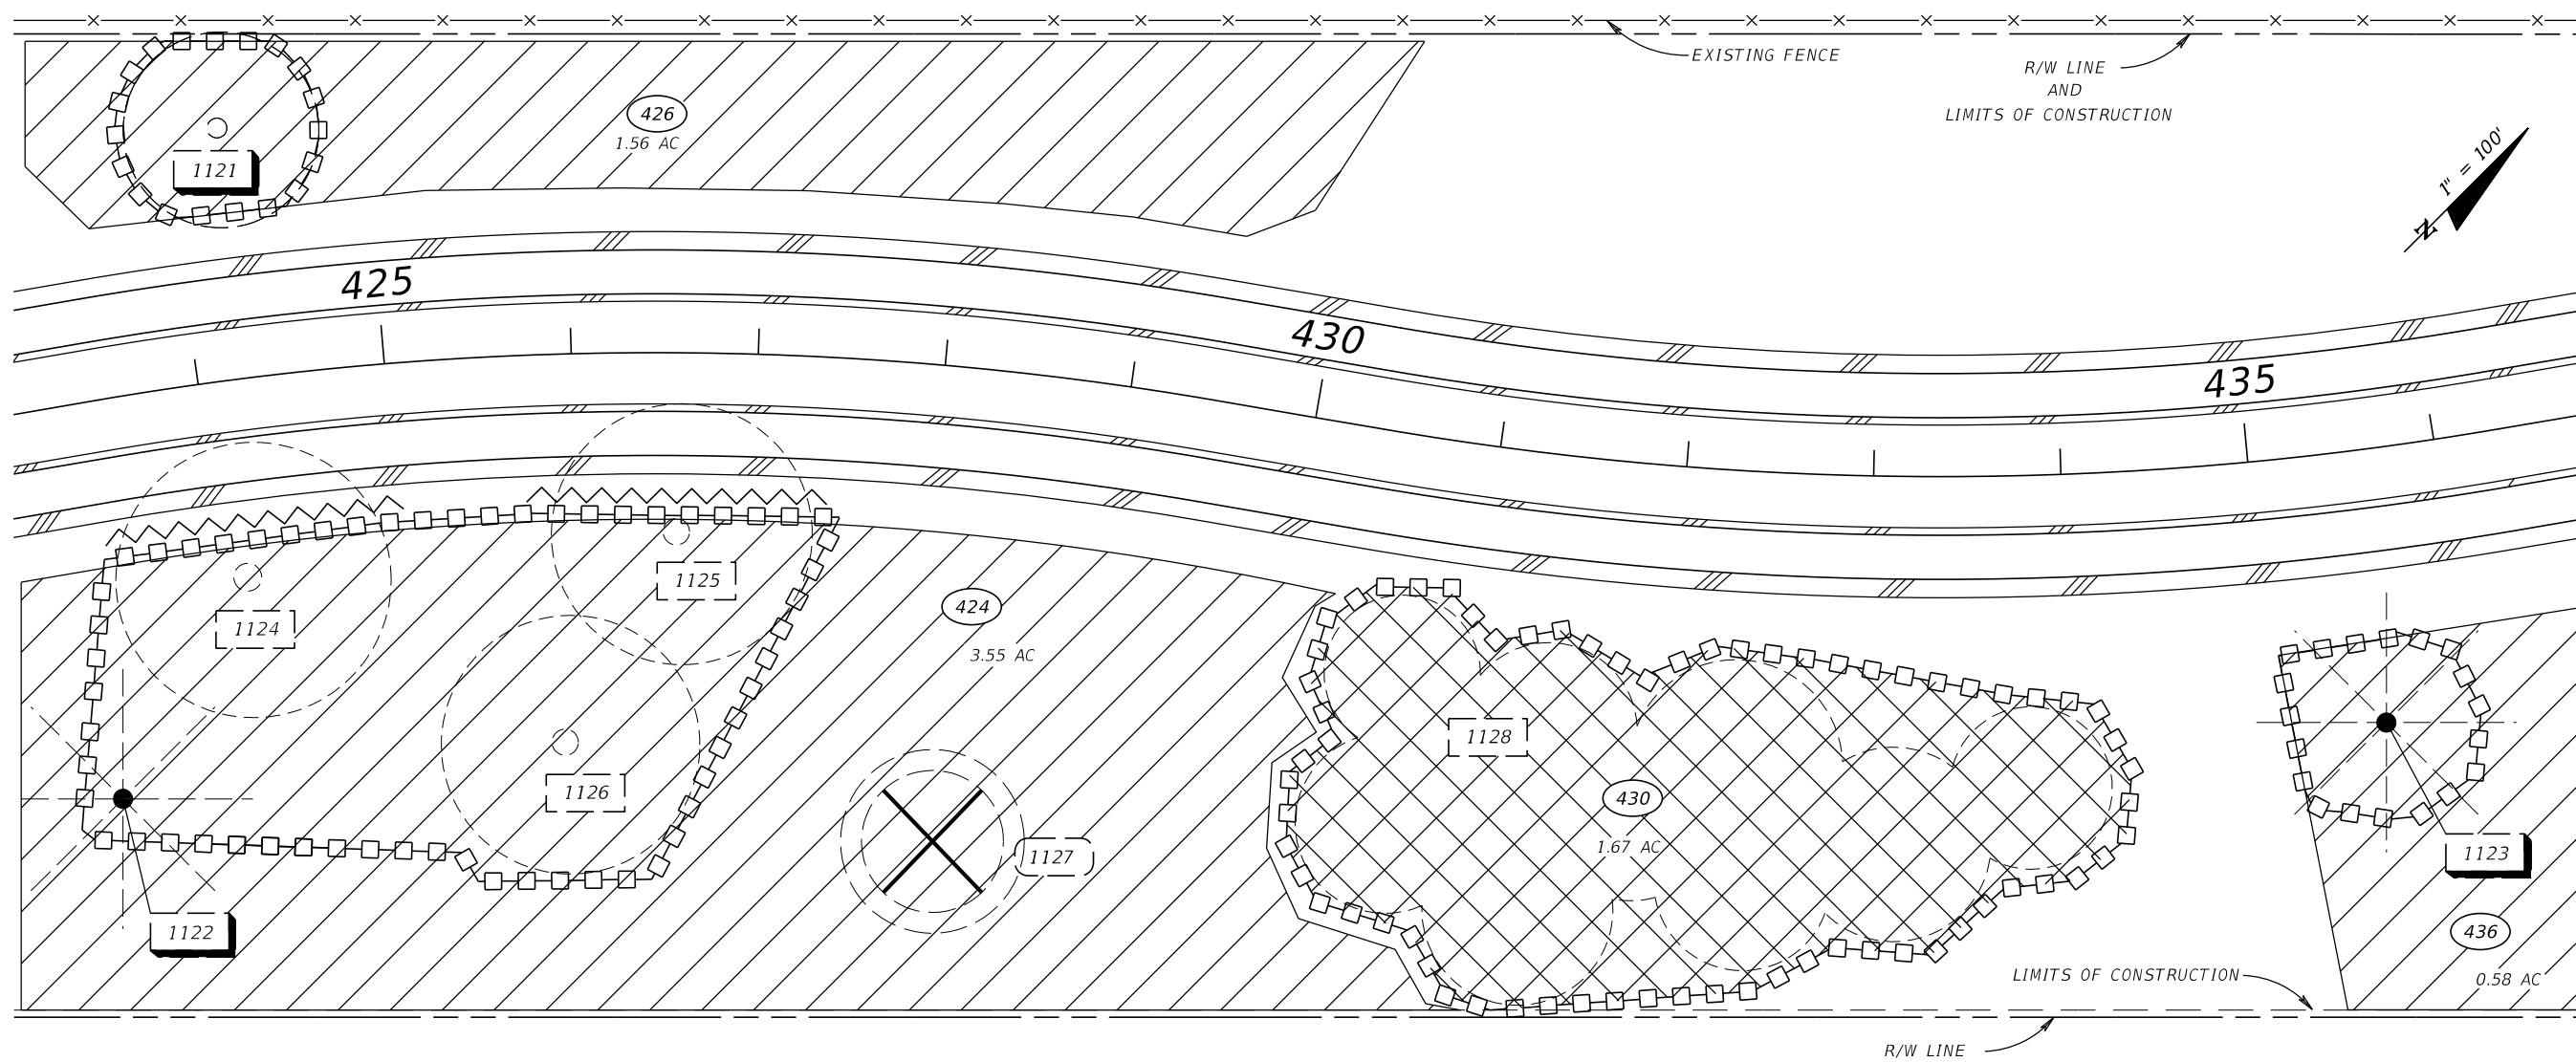 EXISTING FENCE
R/W LINE
AND
LIMITS OF CONSTRUCTION
426
1.56 AC
1121
1" = 100'
N
425
430
435
1125
1124
424
3.55 AC
1128
1126
430
1.67 AC
1127
1123
1122
436
0.58 AC
LIMITS OF CONSTRUCTION
R/W LINE